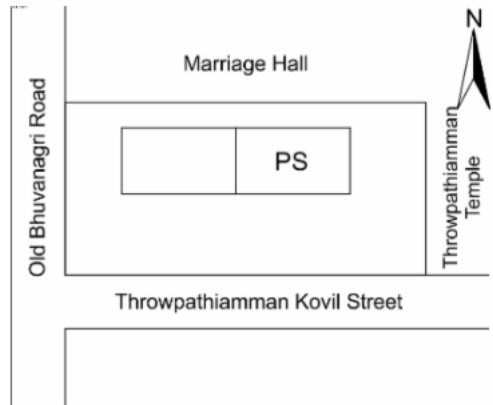 N
Marriage Hall
Old Bhuvanagri Road
PS
Throwpathiamman
Temple
Throwpathiamman Kovil Street